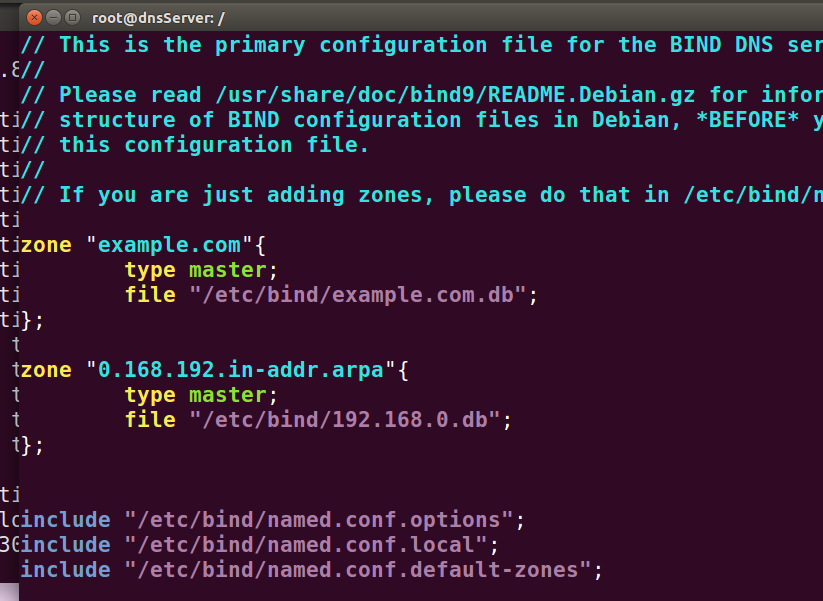 root@dnsServer: /
// This is the primary configuration file for the BIND DNS ser
//
// Please read /usr/share/doc/bind9/README.Debian.gz for infor
// structure of BIND configuration files in Debian, *BEFORE* y
// this configuration file.
//
// If you are just adding zones, please do that in /etc/bind/n
zone "example.com"{
type master;
file "/etc/bind/example.com.db";
};
zone "0.168.192.in-addr.arpa"{
type master;
file "/etc/bind/192.168.0.db";
};
include "/etc/bind/named.conf.options";
include "/etc/bind/named.conf.local";
include "/etc/bind/named.conf.default-zones";